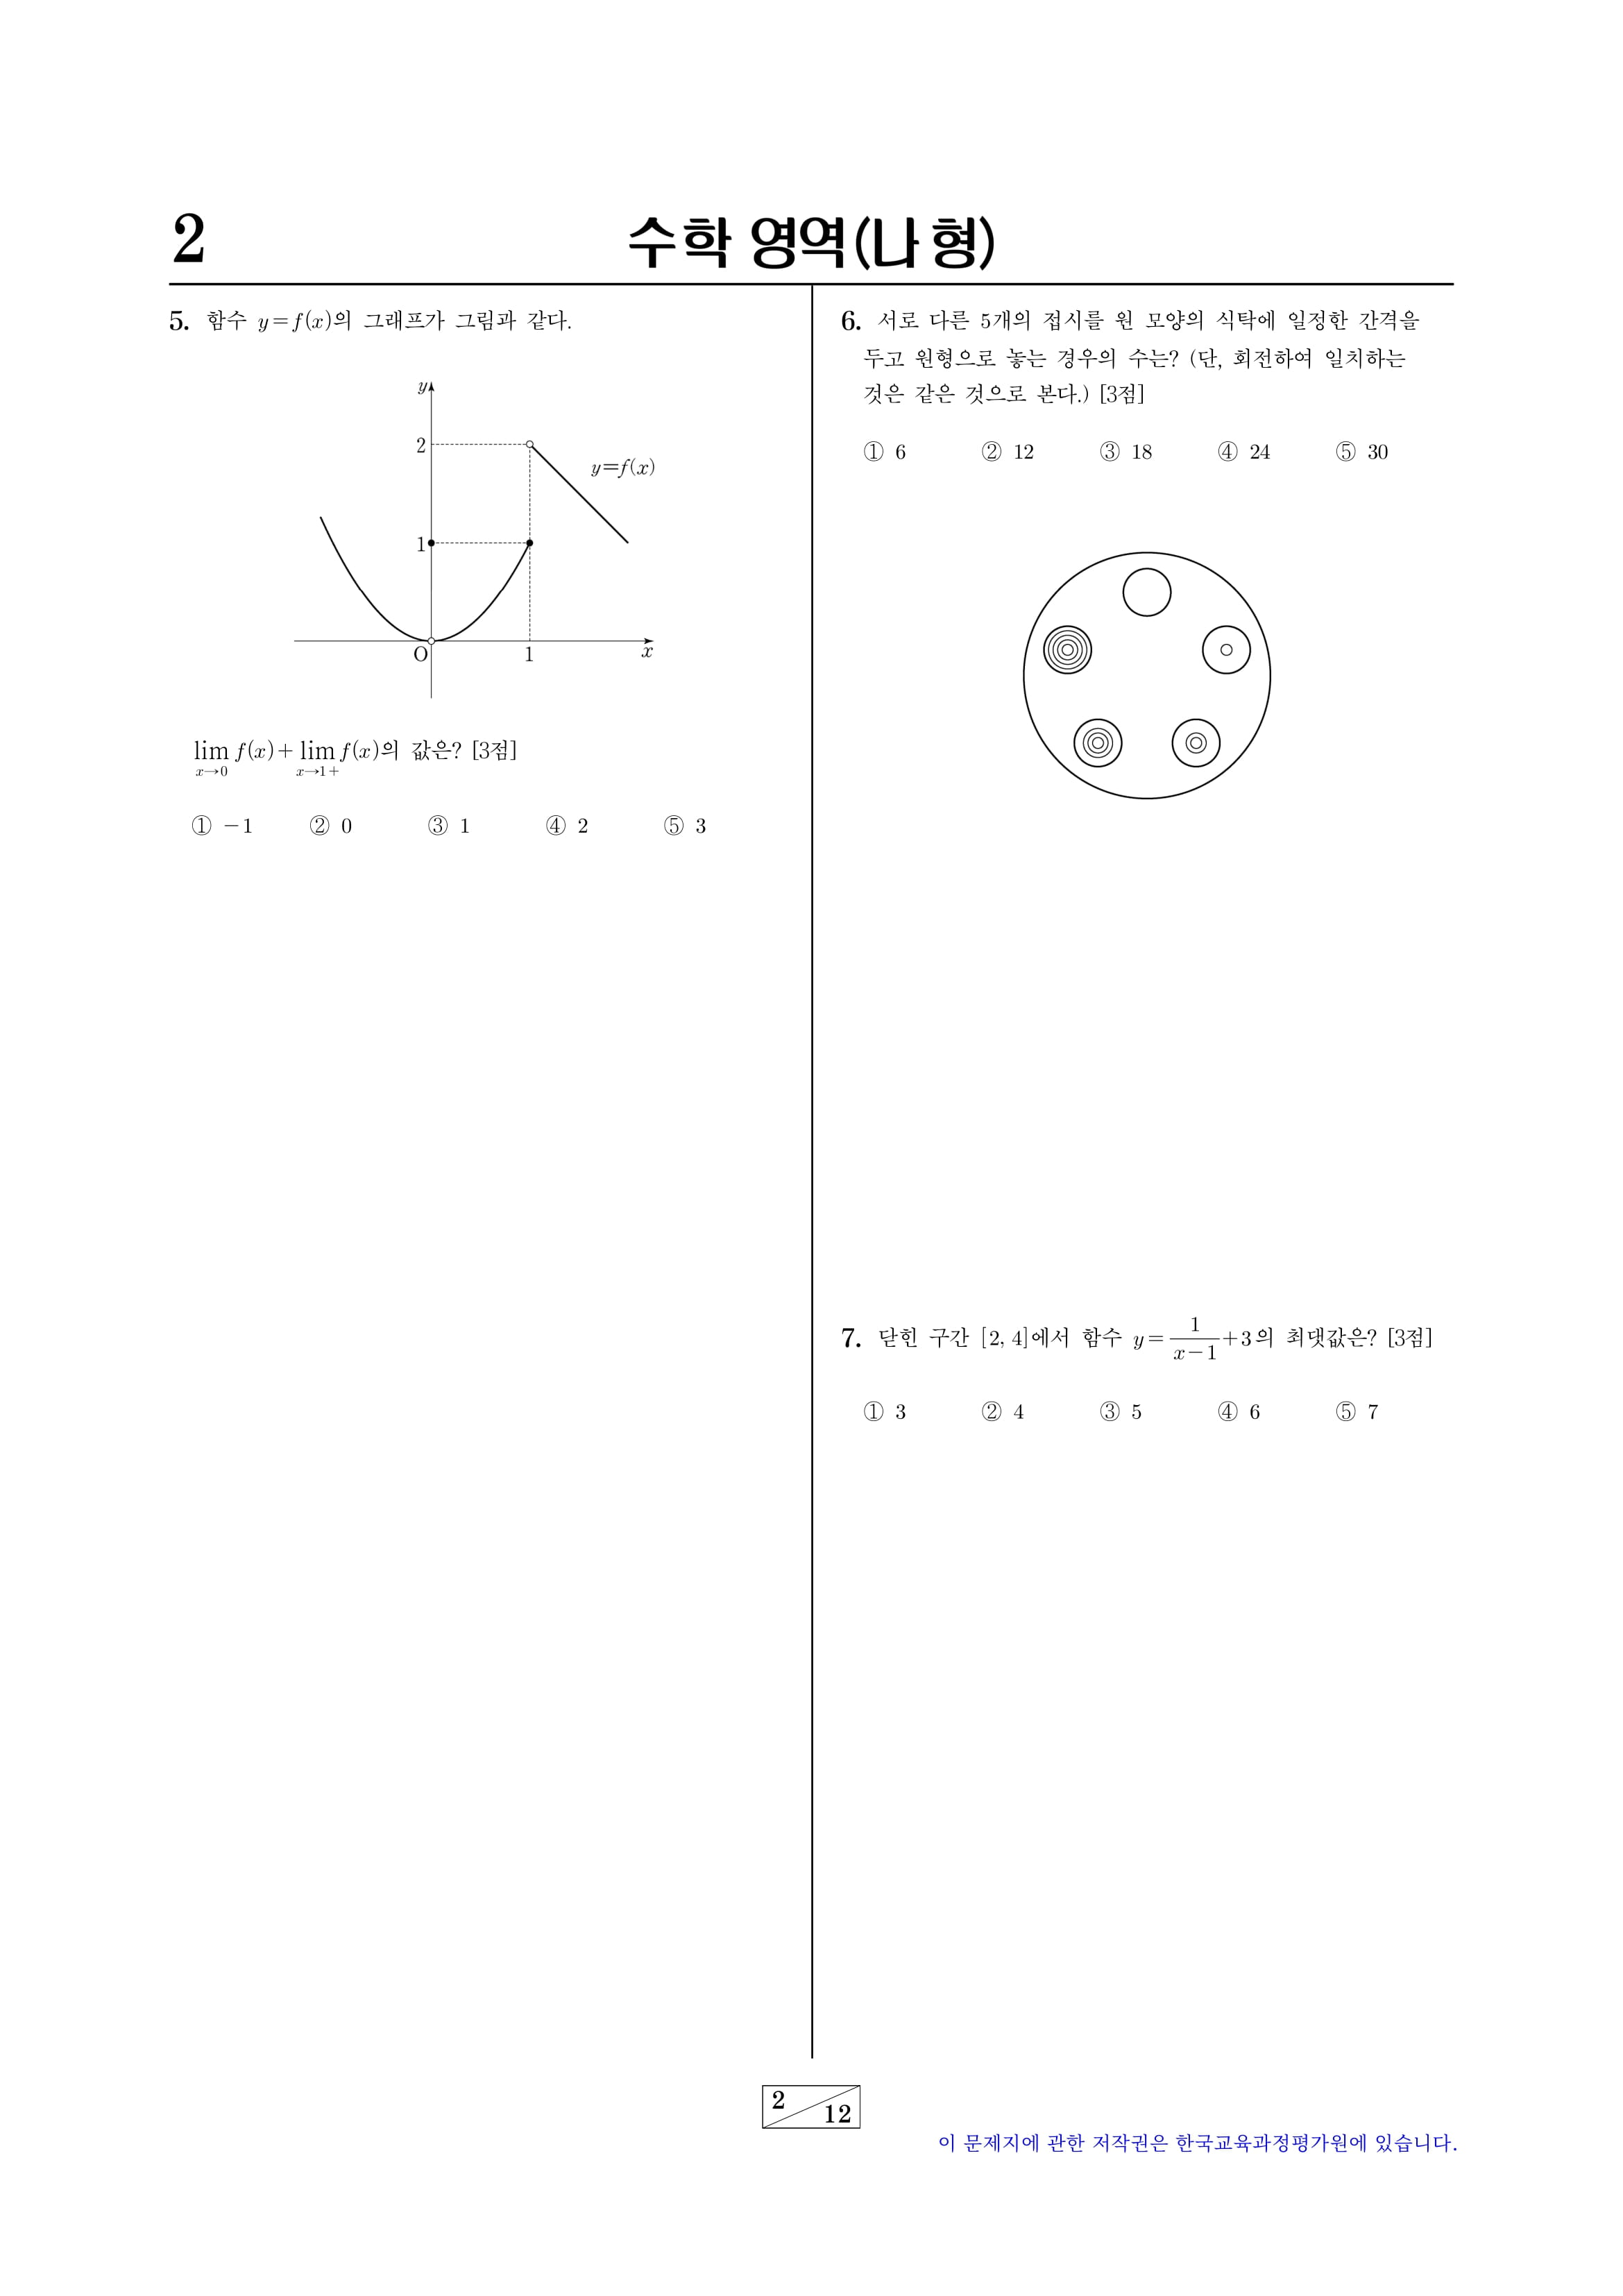 2
수학 영역(나 형)
5. 함수 y=f(x)의 그래프가 그림과 같다.
y
2
y=f(x)
1
O 1 x
lim f(x)+lim f(x)의 값은? [3점]
x→0 x→1+
① -1 ② 0 ③ 1 ④ 2 ⑤ 3
6. 서로 다른 5개의 접시를 원 모양의 식탁에 일정한 간격을
두고 원형으로 놓는 경우의 수는? (단, 회전하여 일치하는
것은 같은 것으로 본다.) [3점]
① 6 ② 12 ③ 18 ④ 24 ⑤ 30
7. 닫힌 구간 [2, 4]에서 함수 y=1/(x-1)+3의 최댓값은? [3점]
① 3 ② 4 ③ 5 ④ 6 ⑤ 7
2
12
이 문제지에 관한 저작권은 한국교육과정평가원에 있습니다.